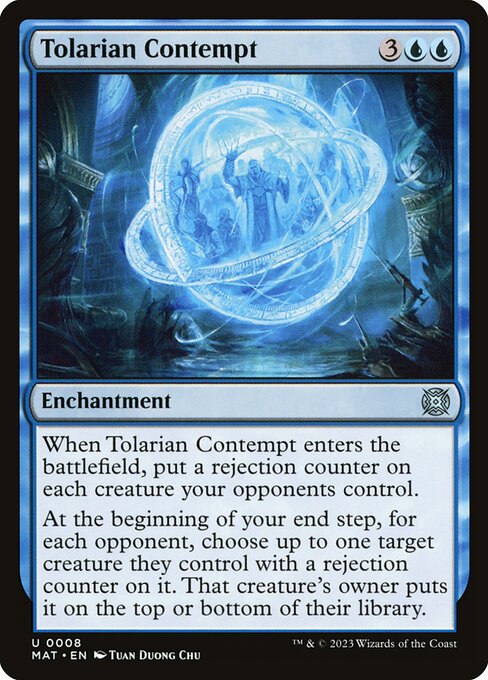 Tolarian Contempt 3
Enchantment
When Tolarian Contempt enters the
battlefield, put a rejection counter on
each creature your opponents control.
At the beginning of your end step, for
each opponent, choose up to one target
creature they control with a rejection
counter on it. That creature's owner puts
it on the top or bottom of their library.
U 0008
MAT • EN Tuan Duong Chu
™ & © 2023 Wizards of the Coast